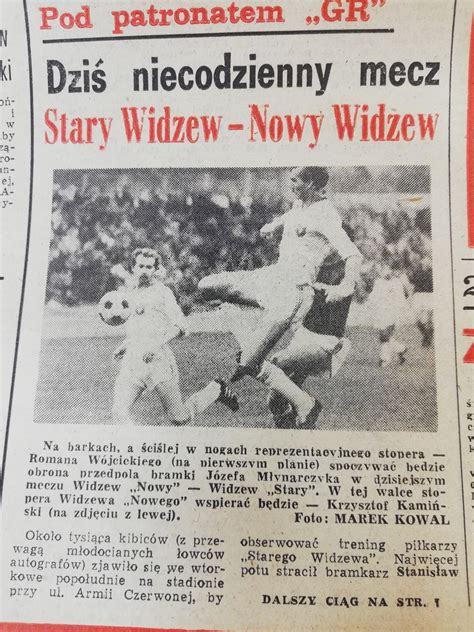 Pod patronatem „GR"
Dziś niecodzienny mecz
Stary Widzew – Nowy Widzew
Na barkach, a ściślej w nogach reprezentacyjnego stopera —
Romana Wójcickiego (na pierwszym planie) spoczywać będzie
obrona przedpola bramki Józefa Młynarczyka w dzisiejszym
meczu Widzew „Nowy" — Widzew „Stary". W tej walce sto-
pera Widzewa „Nowego" wspierać będzie — Krzysztof Kamiń-
ski (na zdjęciu z lewej).
Foto: MAREK KOWAL
Około tysiąca kibiców (z prze-
wagą młodocianych łowców
autografów) zjawiło się we wtor-
kowe popołudnie na stadionie
przy ul. Armii Czerwonej, by
obserwować trening piłkarzy
„Starego Widzewa". Najwięcej
potu stracił bramkarz Stanisław
DALSZY CIĄG NA STR. 7